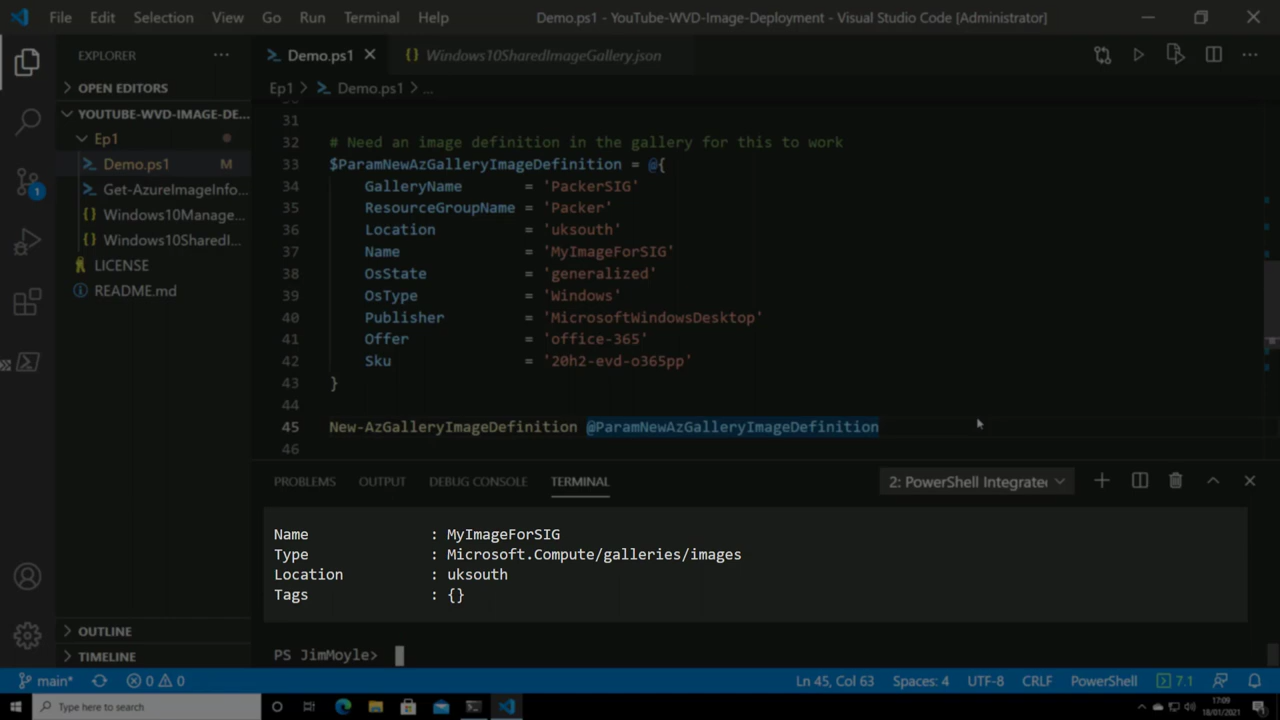 File Edit Selection View Go Run Terminal Help Demo.ps1 - YouTube-WVD-Image-Deployment - Visual Studio Code [Administrator]
EXPLORER
OPEN EDITORS
YOUTUBE-WVD-IMAGE-DE...
Ep1
Demo.ps1 M
Get-AzureImageInfo...
Windows10Manage...
Windows10SharedI...
LICENSE
README.md
OUTLINE
TIMELINE
1
Demo.ps1 Windows10SharedImageGallery.json
Ep1 > Demo.ps1 > ...
31
32 # Need an image definition in the gallery for this to work
33 $ParamNewAzGalleryImageDefinition = @{
34 GalleryName = 'PackerSIG'
35 ResourceGroupName = 'Packer'
36 Location = 'uksouth'
37 Name = 'MyImageForSIG'
38 OsState = 'generalized'
39 OsType = 'Windows'
40 Publisher = 'MicrosoftWindowsDesktop'
41 Offer = 'office-365'
42 Sku = '20h2-evd-o365pp'
43 }
44
45 New-AzGalleryImageDefinition @ParamNewAzGalleryImageDefinition
46
PROBLEMS OUTPUT DEBUG CONSOLE TERMINAL 2: PowerShell Integrate
Name : MyImageForSIG
Type : Microsoft.Compute/galleries/images
Location : uksouth
Tags : {}
PS JimMoyle>
main* 0 0 Ln 45, Col 63 Spaces: 4 UTF-8 CRLF PowerShell 7.1
Type here to search
17:09
18/01/2021